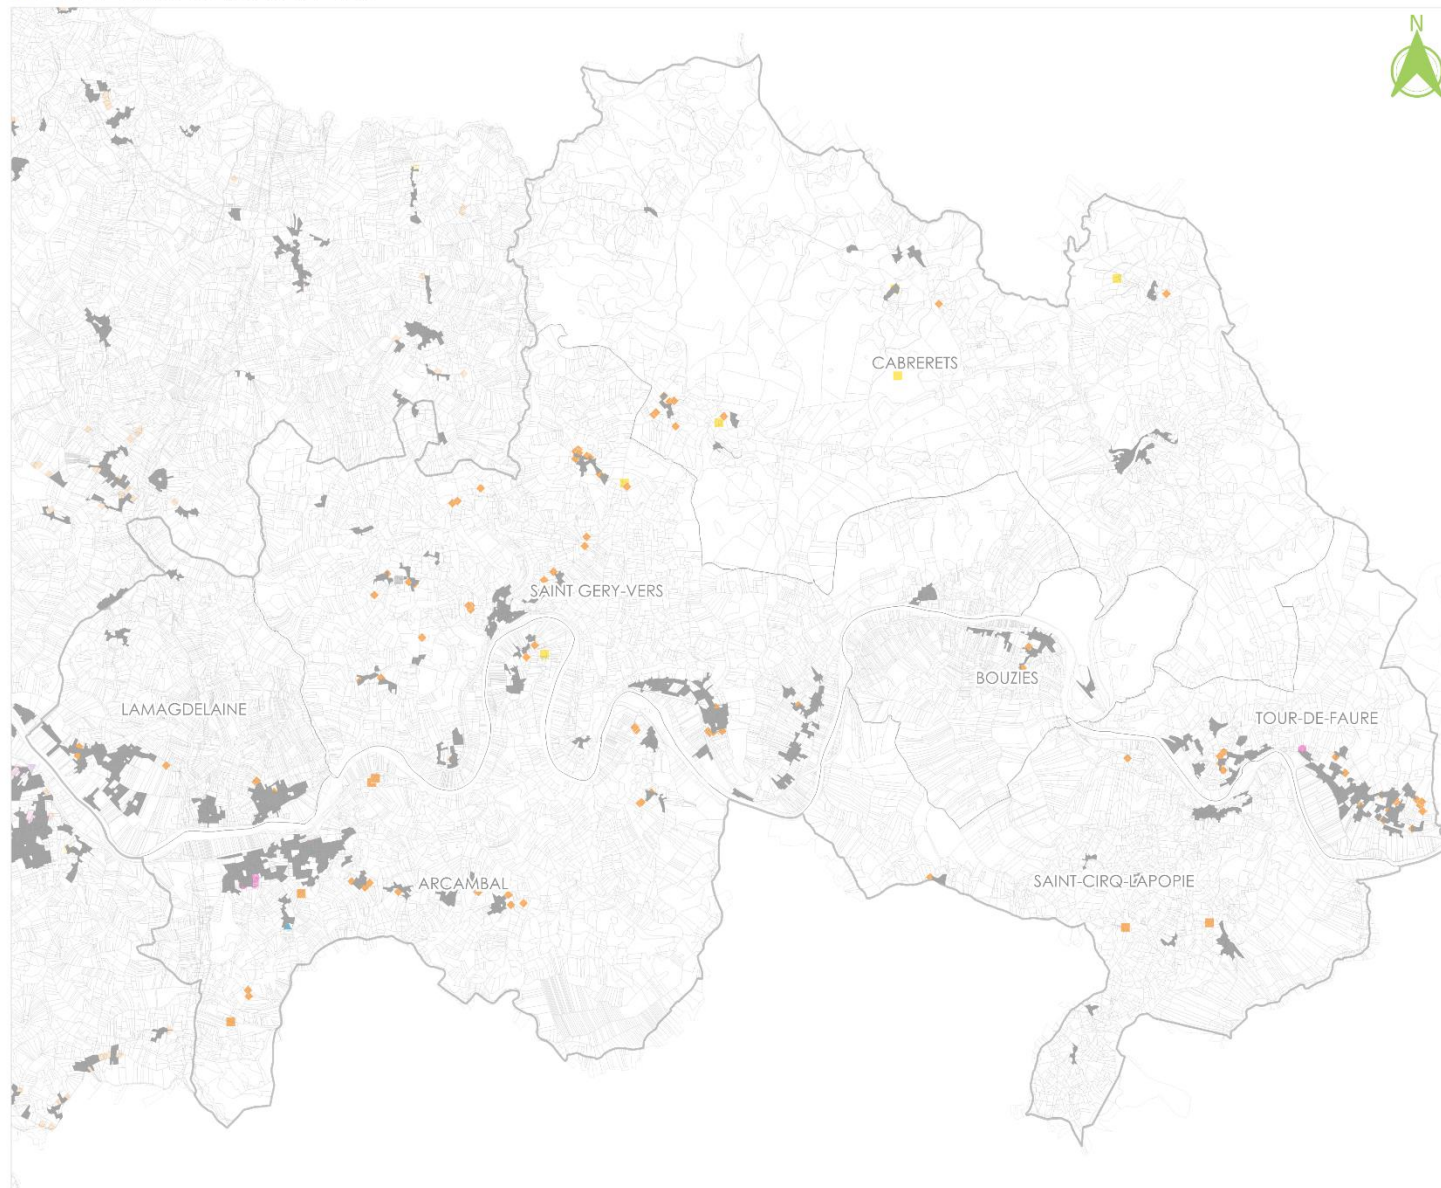 N
CABRERETS
SAINT GERY-VERS
BOUZIES
LAMAGDELAINE
TOUR-DE-FAURE
ARCAMBAL
SAINT-CIRQ-LAPOPIE